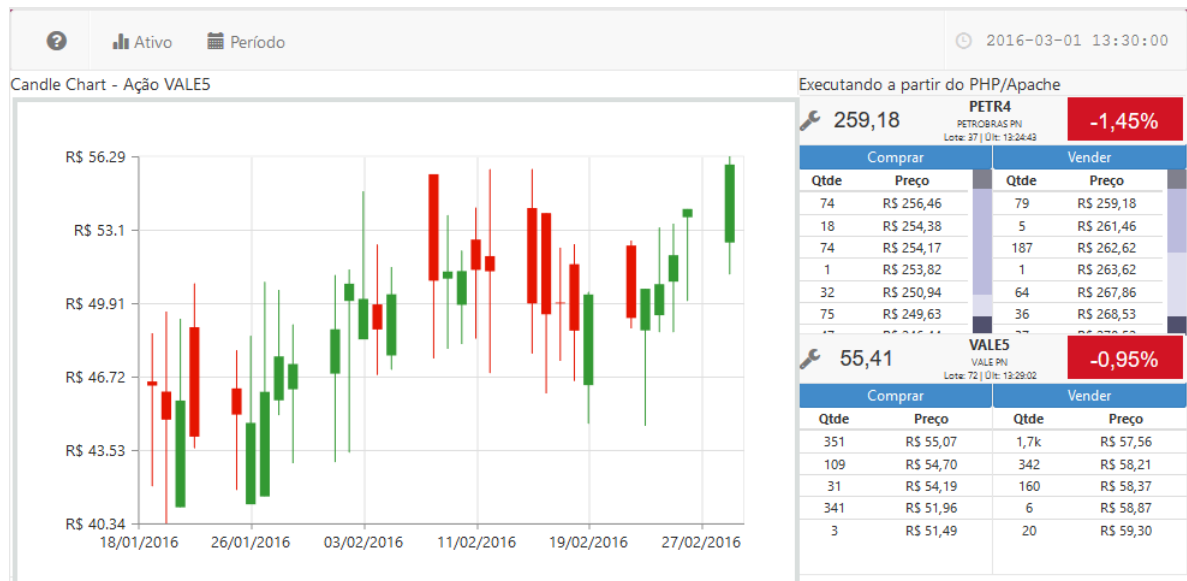 Ativo Período 2016-03-01 13:30:00
Candle Chart - Ação VALE5
R$ 56.29
R$ 53.1
R$ 49.91
R$ 46.72
R$ 43.53
R$ 40.34
18/01/2016 26/01/2016 03/02/2016 11/02/2016 19/02/2016 27/02/2016
Executando a partir do PHP/Apache
259,18 PETR4 -1,45%
PETROBRAS PN
Lote: 37 | Últ: 13:24:43
Comprar Vender
Qtde Preço Qtde Preço
74 R$ 256,46 79 R$ 259,18
18 R$ 254,38 5 R$ 261,46
74 R$ 254,17 187 R$ 262,62
1 R$ 253,82 1 R$ 263,62
32 R$ 250,94 64 R$ 267,86
75 R$ 249,63 36 R$ 268,53
55,41 VALE5 -0,95%
VALE PN
Lote: 72 | Últ: 13:29:02
Comprar Vender
Qtde Preço Qtde Preço
351 R$ 55,07 1,7k R$ 57,56
109 R$ 54,70 342 R$ 58,21
31 R$ 54,19 160 R$ 58,37
341 R$ 51,96 6 R$ 58,87
3 R$ 51,49 20 R$ 59,30